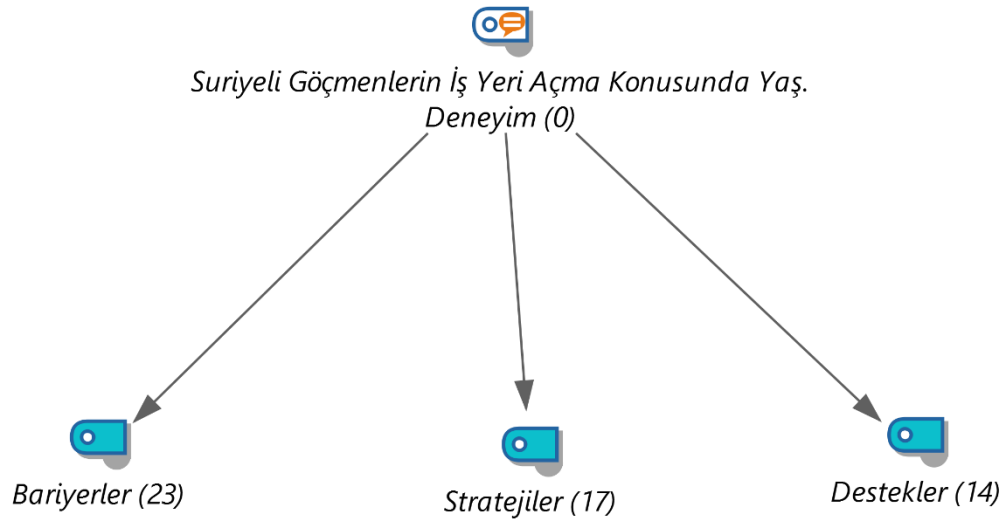 Suriyeli Göçmenlerin İş Yeri Açma Konusunda Yaş.
Deneyim (0)
Bariyerler (23)
Stratejiler (17)
Destekler (14)